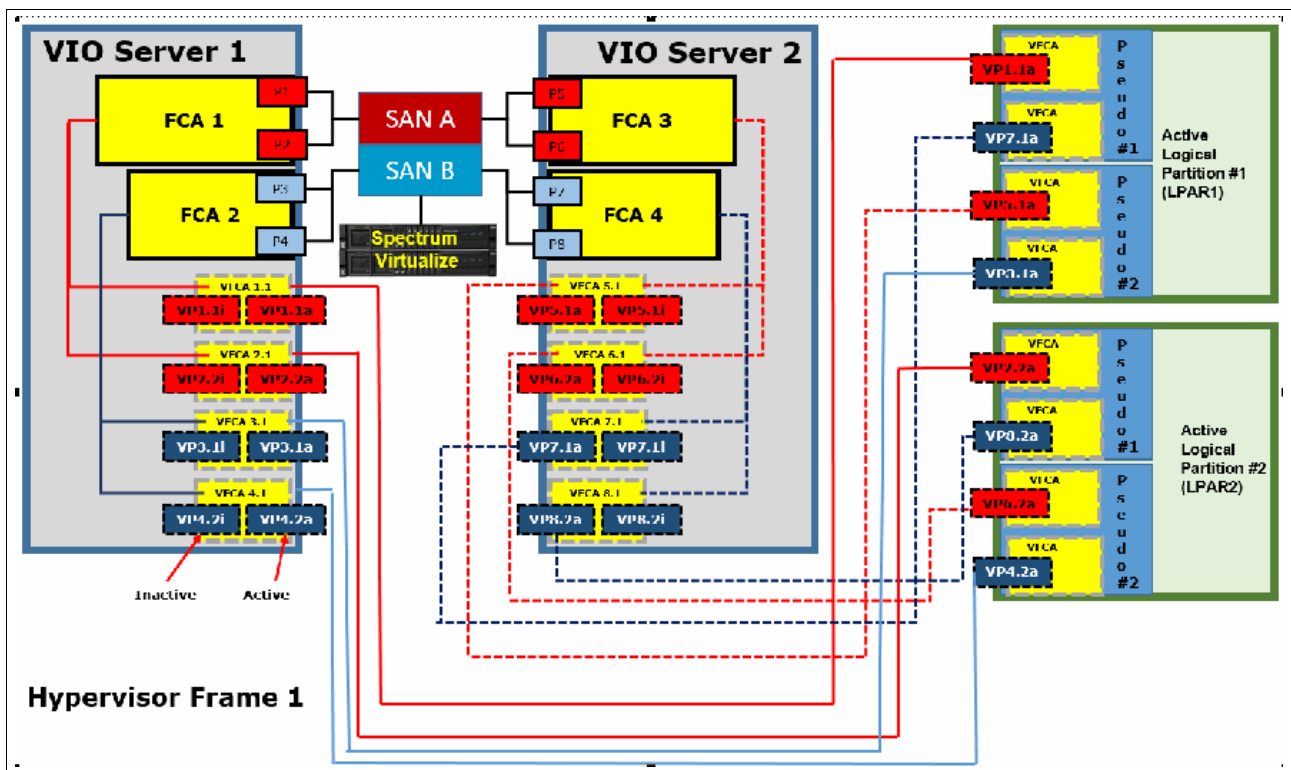 VIO Server 1
FCA 1
P1
P2
FCA 2
P3
P4
VFCA 1.1
VP1.1i
VP1.1a
VFCA 2.1
VP2.2i
VP2.2a
VFCA 3.1
VP3.1i
VP3.1a
VFCA 4.1
VP4.2i
VP4.2a
Inactive
Active
SAN A
SAN B
Spectrum
Virtualize
VIO Server 2
P5
P6
FCA 3
P7
P8
FCA 4
VFCA 5.1
VP5.1a
VP5.1i
VFCA 6.1
VP6.2a
VP6.2i
VFCA 7.1
VP7.1a
VP7.1i
VFCA 8.1
VP8.2a
VP8.2i
VFCA
VP1.1a
VFCA
VP7.1a
Pseudo
#1
VFCA
VP5.1a
VFCA
VP3.1a
Pseudo
#2
Active
Logical
Partition #1
(LPAR1)
VFCA
VP2.2a
VFCA
VP8.2a
Pseudo
#1
VFCA
VP6.2a
VFCA
VP4.2a
Pseudo
#2
Active
Logical
Partition #2
(LPAR2)
Hypervisor Frame 1